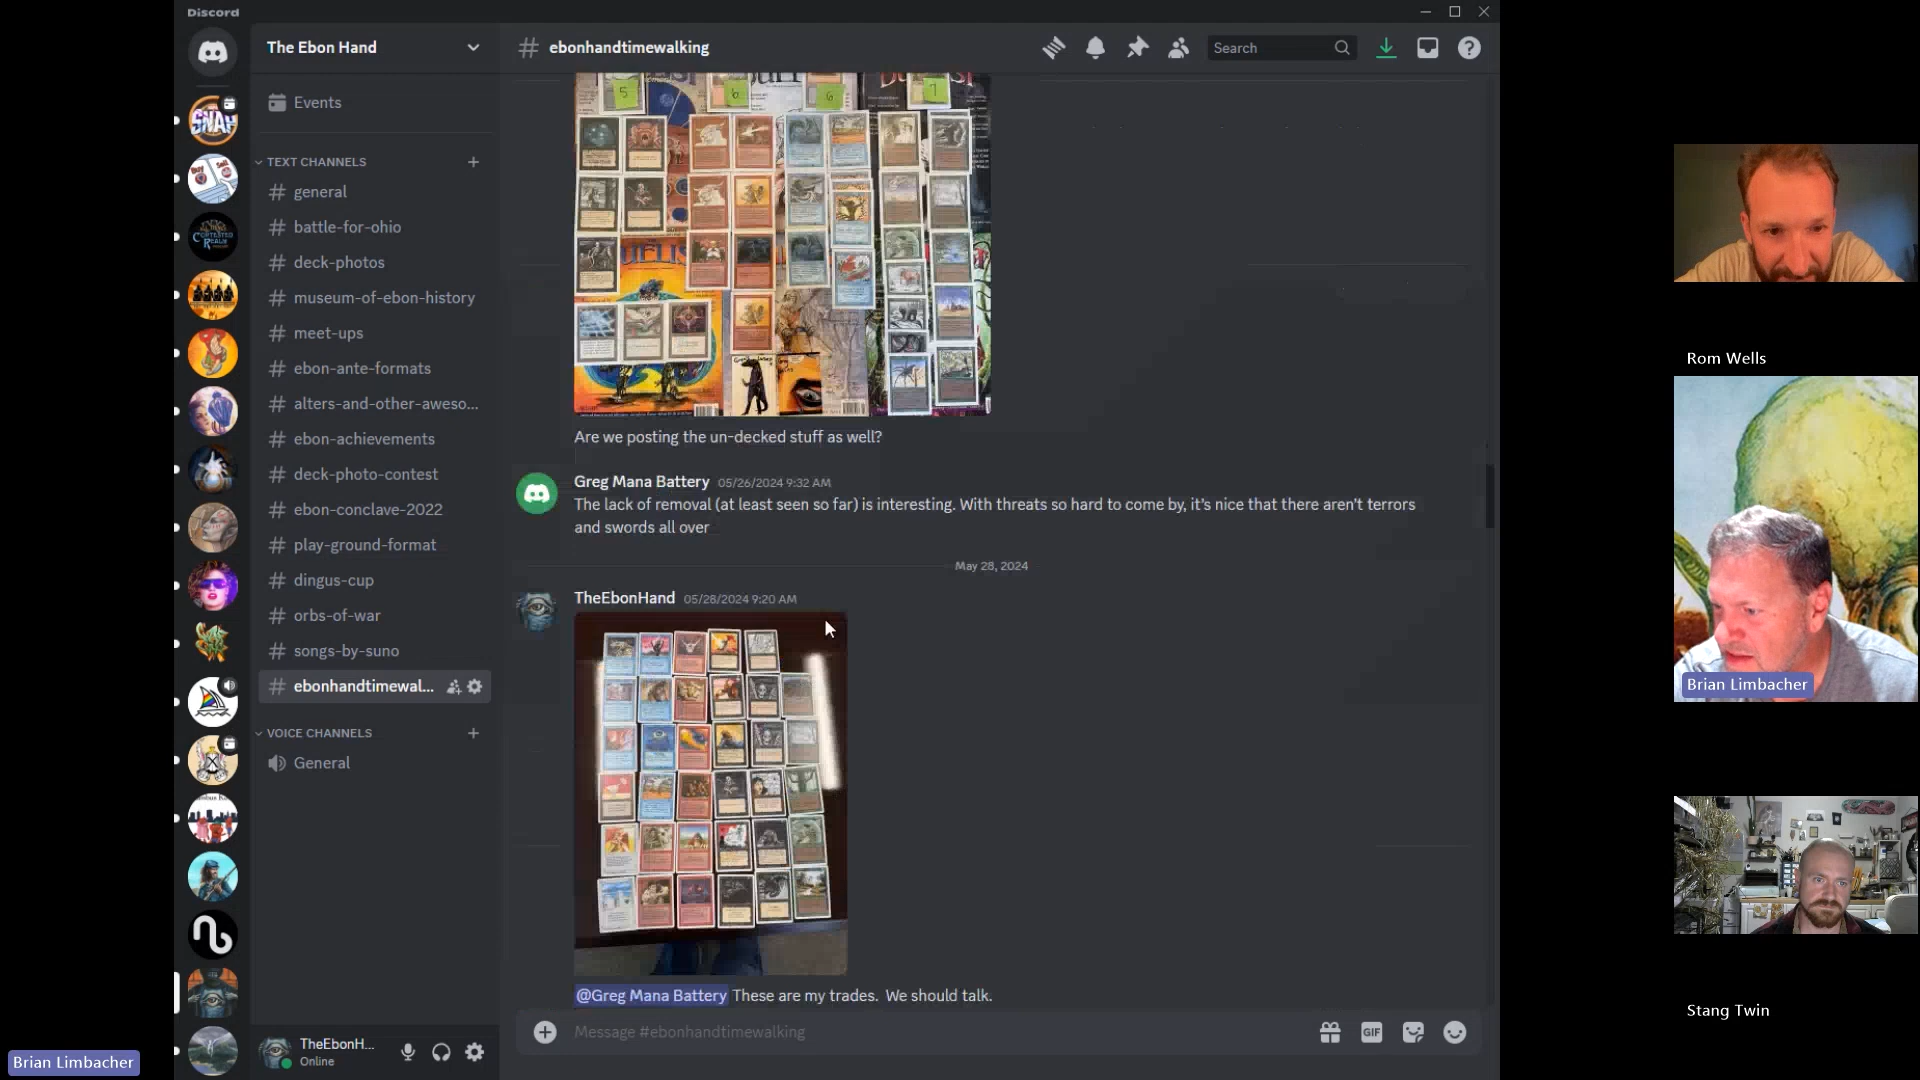 Discord
The Ebon Hand
ebonhandtimewalking
Search
Events
TEXT CHANNELS
general
battle-for-ohio
deck-photos
museum-of-ebon-history
meet-ups
ebon-ante-formats
alters-and-other-aweso...
ebon-achievements
deck-photo-contest
ebon-conclave-2022
play-ground-format
dingus-cup
orbs-of-war
songs-by-suno
ebonhandtimewal...
VOICE CHANNELS
General
TheEbonH...
Online
SNAP
5
6
6
7
Are we posting the un-decked stuff as well?
Greg Mana Battery 05/26/2024 9:32 AM
The lack of removal (at least seen so far) is interesting. With threats so hard to come by, it's nice that there aren't terrors
and swords all over
May 28, 2024
TheEbonHand 05/28/2024 9:20 AM
@Greg Mana Battery These are my trades. We should talk.
Message #ebonhandtimewalking
GIF
Rom Wells
Brian Limbacher
Stang Twin
Brian Limbacher